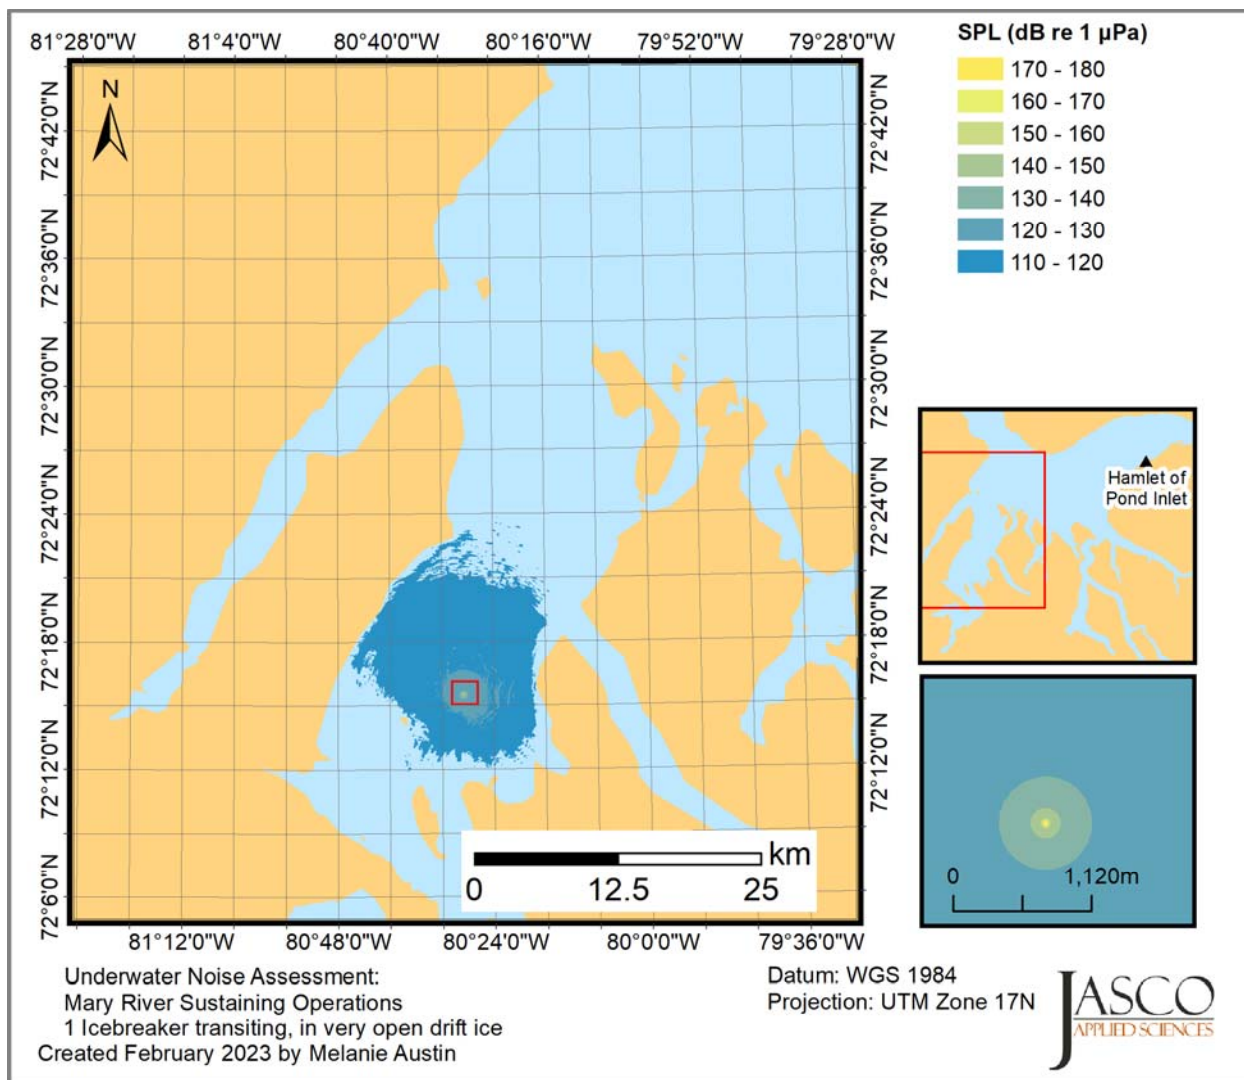 81°28'0"W 81°4'0"W 80°40'0"W 80°16'0"W 79°52'0"W 79°28'0"W
SPL (dB re 1 µPa)
170 - 180
160 - 170
150 - 160
140 - 150
130 - 140
120 - 130
110 - 120
N
72°42'0"N
72°36'0"N
72°30'0"N
72°24'0"N
72°18'0"N
72°12'0"N
72°6'0"N
72°42'0"N
72°36'0"N
72°30'0"N
72°24'0"N
72°18'0"N
72°12'0"N
Hamlet of
Pond Inlet
km
0 12.5 25
0 1,120m
81°12'0"W 80°48'0"W 80°24'0"W 80°0'0"W 79°36'0"W
Underwater Noise Assessment:
Mary River Sustaining Operations
1 Icebreaker transiting, in very open drift ice
Created February 2023 by Melanie Austin
Datum: WGS 1984
Projection: UTM Zone 17N
JASCO
APPLIED SCIENCES